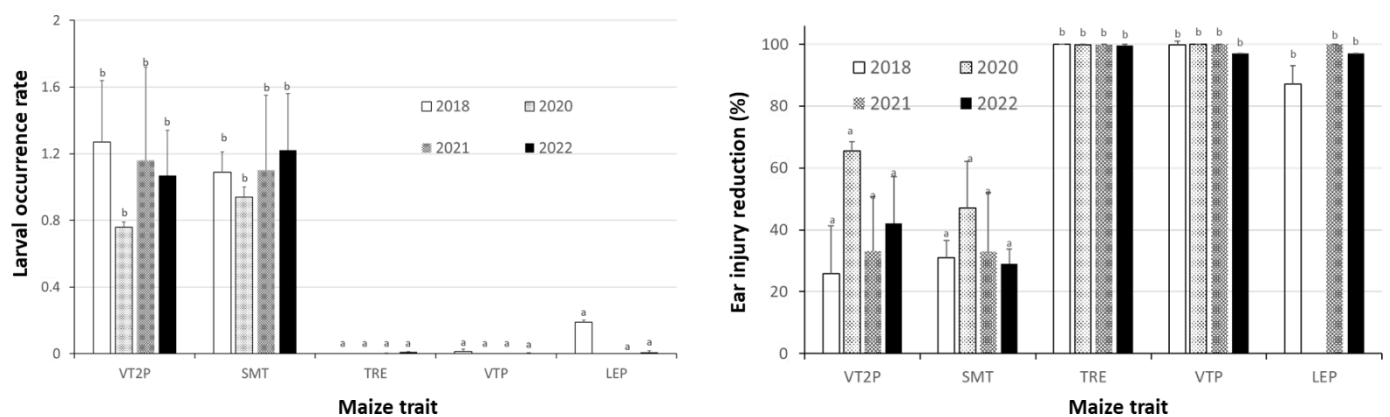 2
1.6
1.2
0.8
0.4
0
Larval occurrence rate
2018
2020
2021
2022
b
b
b
b
b
b
b
b
a
a
a
a
a
a
a
a
a
a
a
VT2P
SMT
TRE
VTP
LEP
Maize trait
100
80
60
40
20
0
Ear injury reduction (%)
2018
2020
2021
2022
a
a
a
a
a
a
a
a
b
b
b
b
b
b
b
b
b
b
b
VT2P
SMT
TRE
VTP
LEP
Maize trait